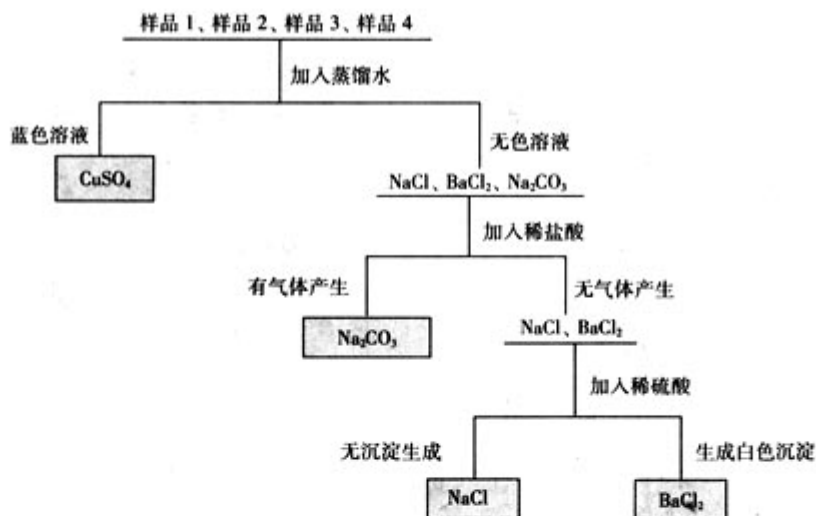 样品 1、样品 2、样品 3、样品 4
加入蒸馏水
蓝色溶液
无色溶液
CuSO₄
NaCl、BaCl₂、Na₂CO₃
加入稀盐酸
有气体产生
无气体产生
Na₂CO₃
NaCl、BaCl₂
加入稀硫酸
无沉淀生成
生成白色沉淀
NaCl
BaCl₂